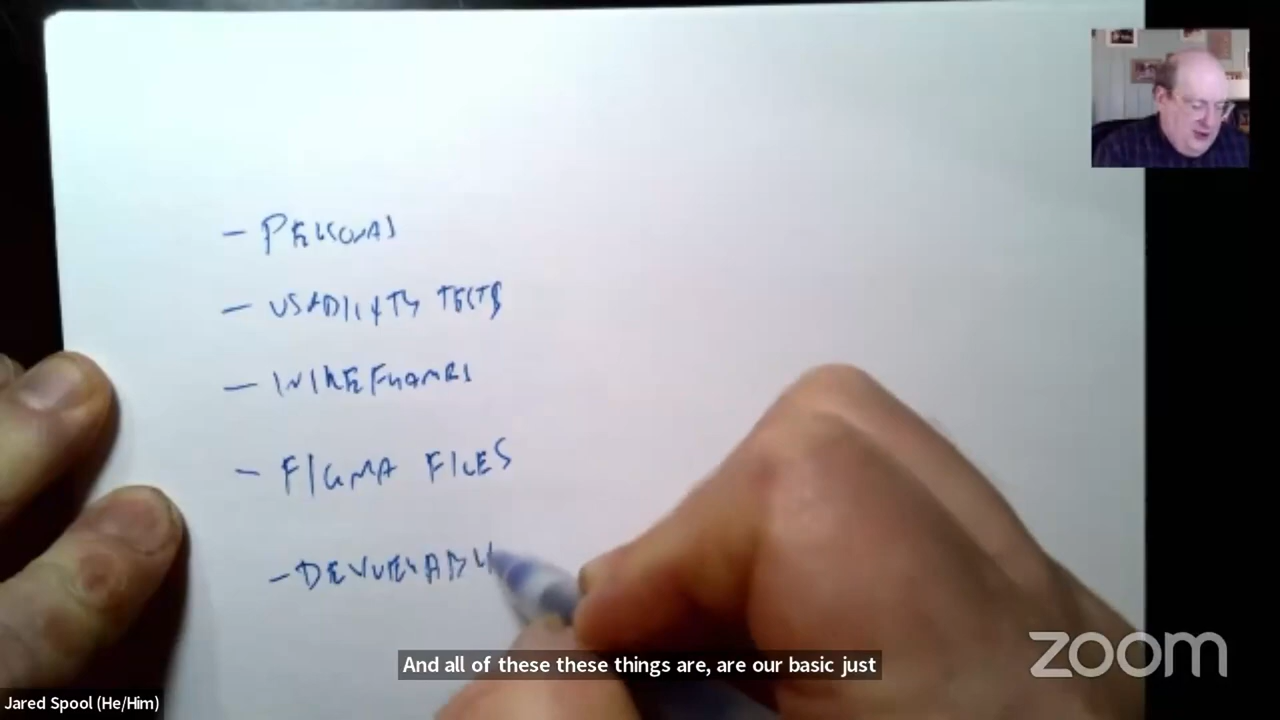 - PERSONAS
- USABILITY TESTS
- WIREFRAMES
- FIGMA FILES
- DELIVERABL
And all of these these things are, are our basic just
zoom
Jared Spool (He/Him)